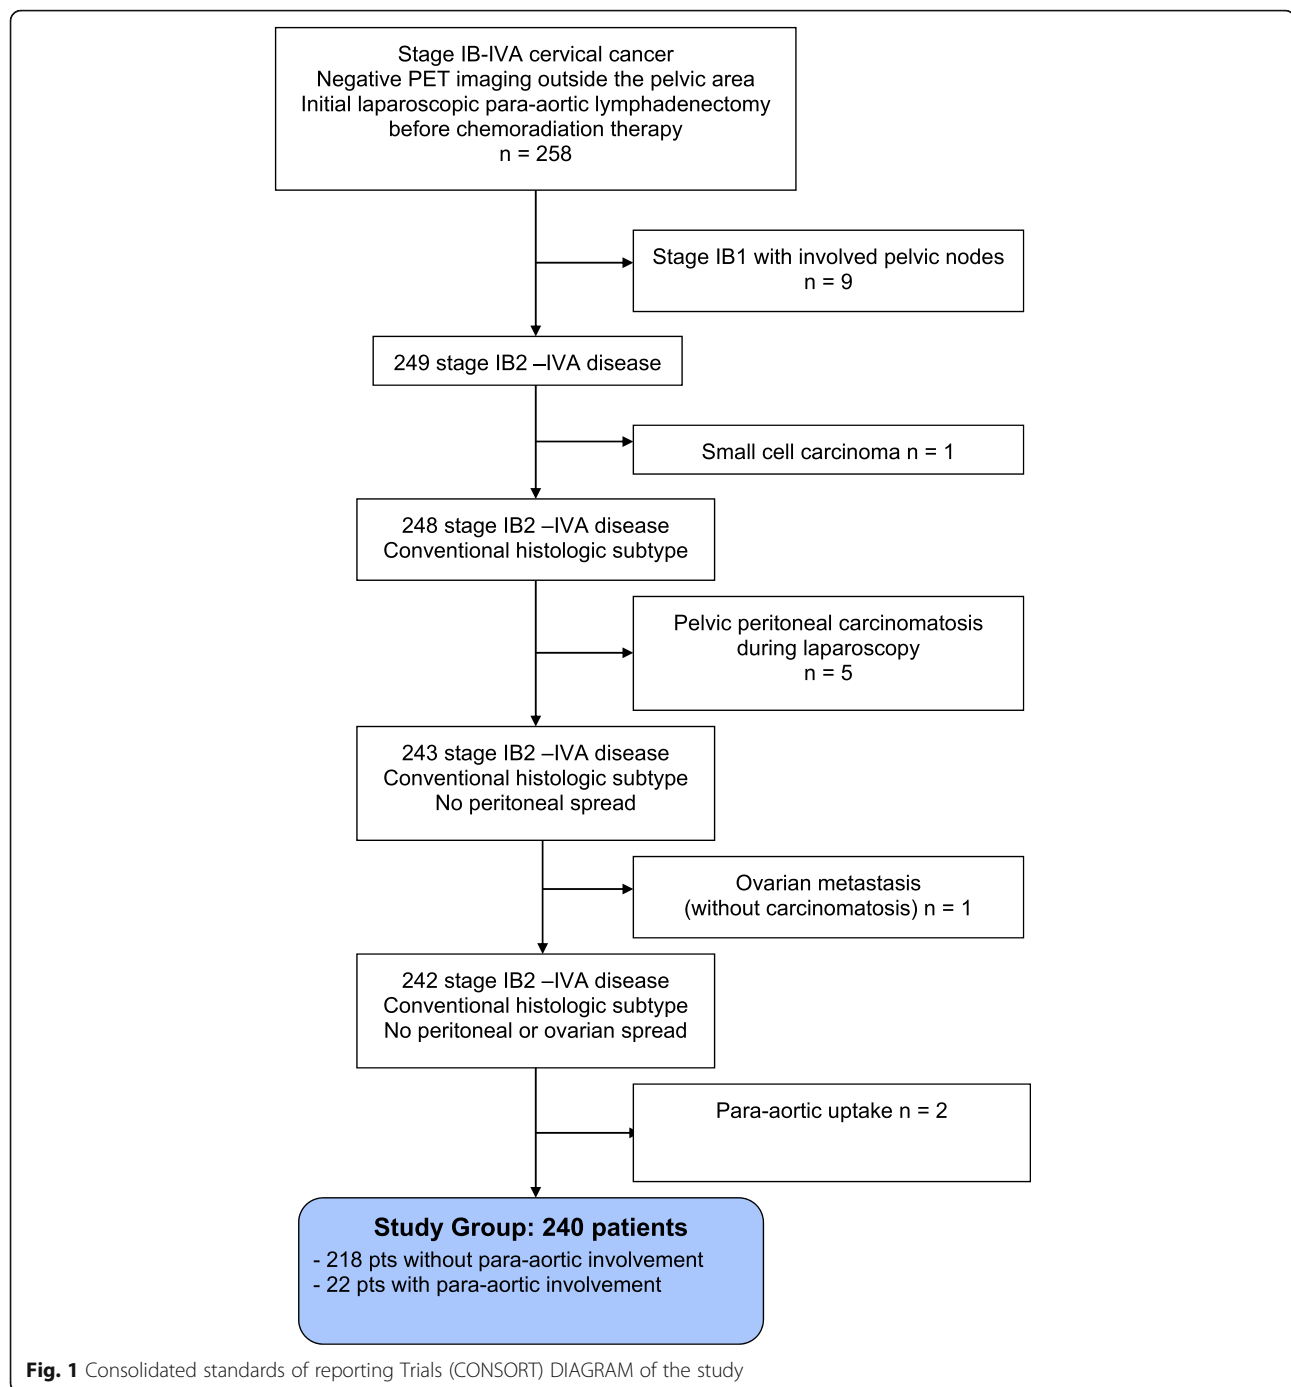 Stage IB-IVA cervical cancer
Negative PET imaging outside the pelvic area
Initial laparoscopic para-aortic lymphadenectomy
before chemoradiation therapy
n = 258
Stage IB1 with involved pelvic nodes
n = 9
249 stage IB2 –IVA disease
Small cell carcinoma n = 1
248 stage IB2 –IVA disease
Conventional histologic subtype
Pelvic peritoneal carcinomatosis
during laparoscopy
n = 5
243 stage IB2 –IVA disease
Conventional histologic subtype
No peritoneal spread
Ovarian metastasis
(without carcinomatosis) n = 1
242 stage IB2 –IVA disease
Conventional histologic subtype
No peritoneal or ovarian spread
Para-aortic uptake n = 2
Study Group: 240 patients
- 218 pts without para-aortic involvement
- 22 pts with para-aortic involvement
Fig. 1 Consolidated standards of reporting Trials (CONSORT) DIAGRAM of the study